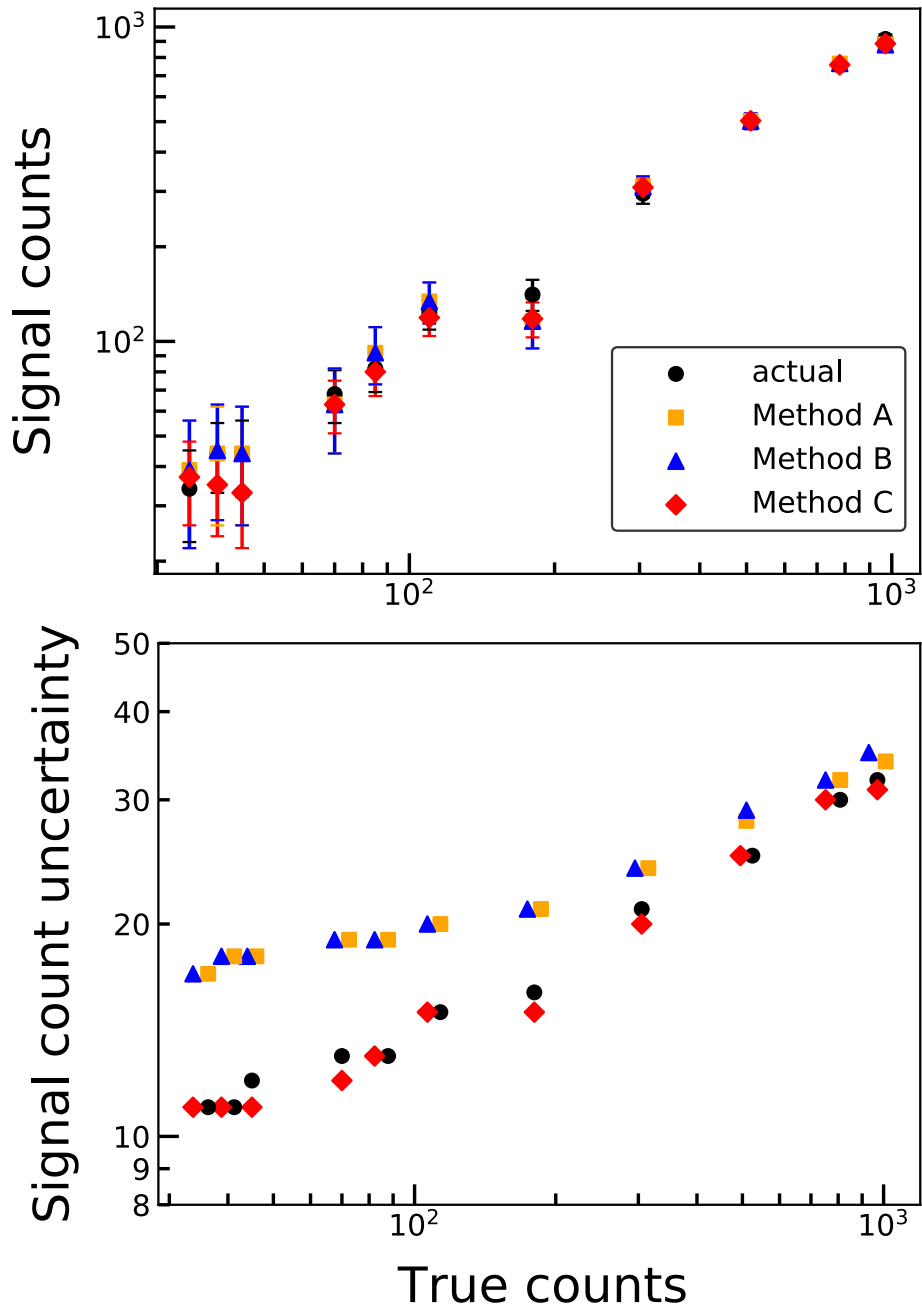 10³
Signal counts
10²
actual
Method A
Method B
Method C
10²
10³
50
40
30
20
10
9
8
Signal count uncertainty
10²
10³
True counts